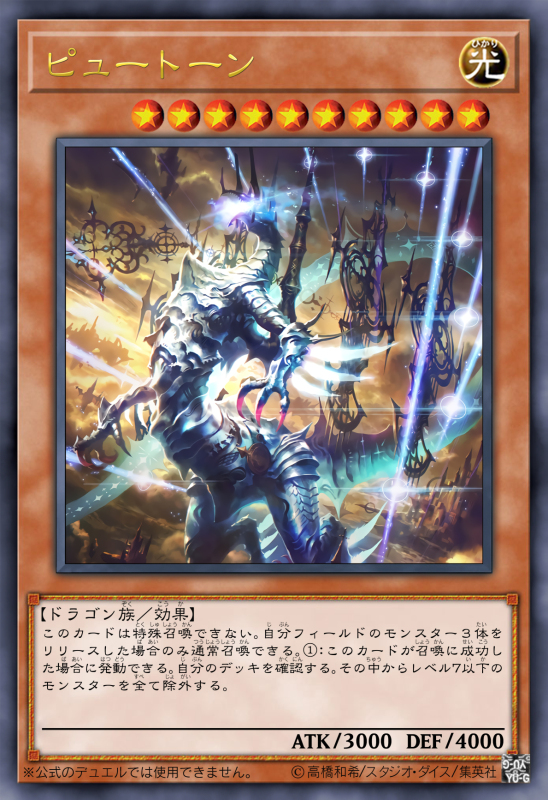 ピュートーン
光
ひかり
【ドラゴン族／効果】
このカードは特殊召喚できない。自分フィールドのモンスター３体を
リリースした場合のみ通常召喚できる。①：このカードが召喚に成功し
た場合に発動できる。自分のデッキを確認する。その中からレベル7以下の
モンスターを全て除外する。
ATK/3000 DEF/4000
※公式のデュエルでは使用できません。 ©高橋和希/スタジオ・ダイス/集英社
YU-G